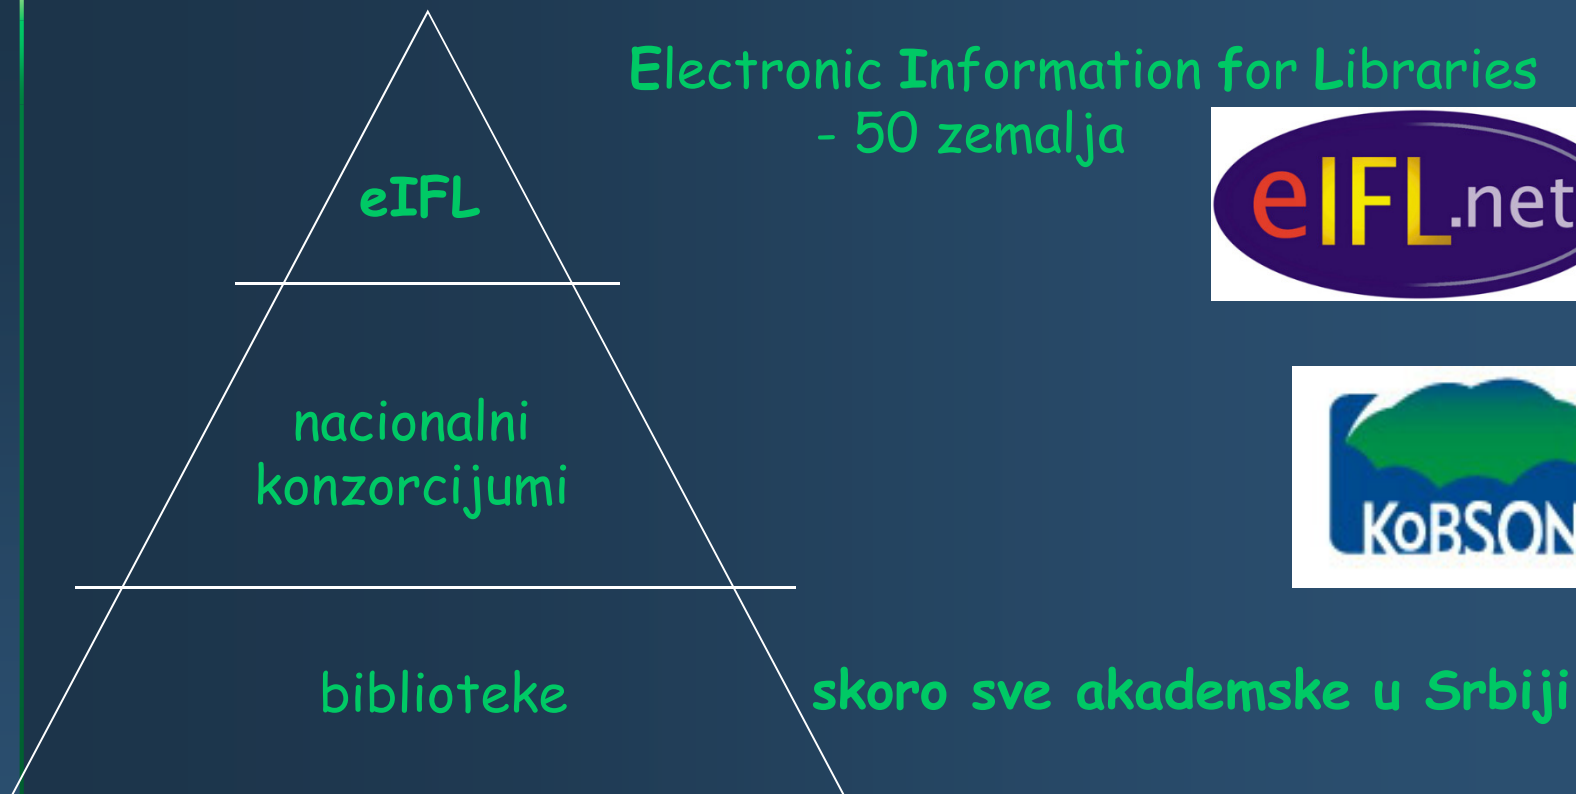 Electronic Information for Libraries
- 50 zemalja
eIFL
eIFL.net
nacionalni
konzorcijumi
KoBSON
biblioteke
skoro sve akademske u Srbiji